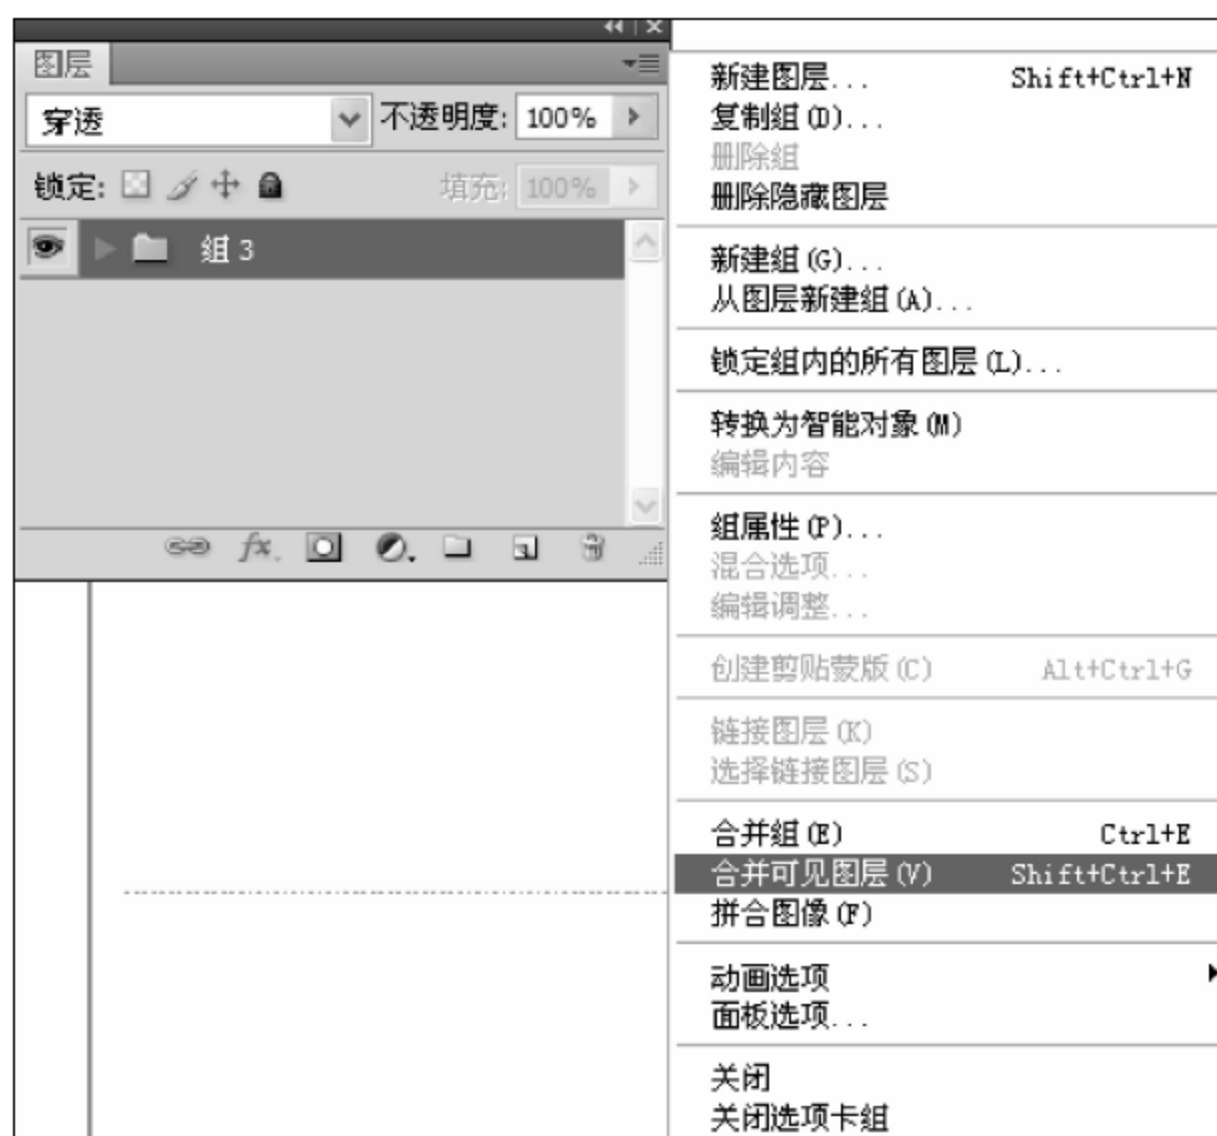 图层
穿透
不透明度: 100%
锁定:
填充: 100%
组 3
新建图层... Shift+Ctrl+N
复制组(D)...
删除组
删除隐藏图层
新建组(G)...
从图层新建组(A)...
锁定组内的所有图层(L)...
转换为智能对象(M)
编辑内容
组属性(P)...
混合选项...
编辑调整...
创建剪贴蒙版(C) Alt+Ctrl+G
链接图层(K)
选择链接图层(S)
合并组(E) Ctrl+E
合并可见图层(V) Shift+Ctrl+E
拼合图像(F)
动画选项
面板选项...
关闭
关闭选项卡组